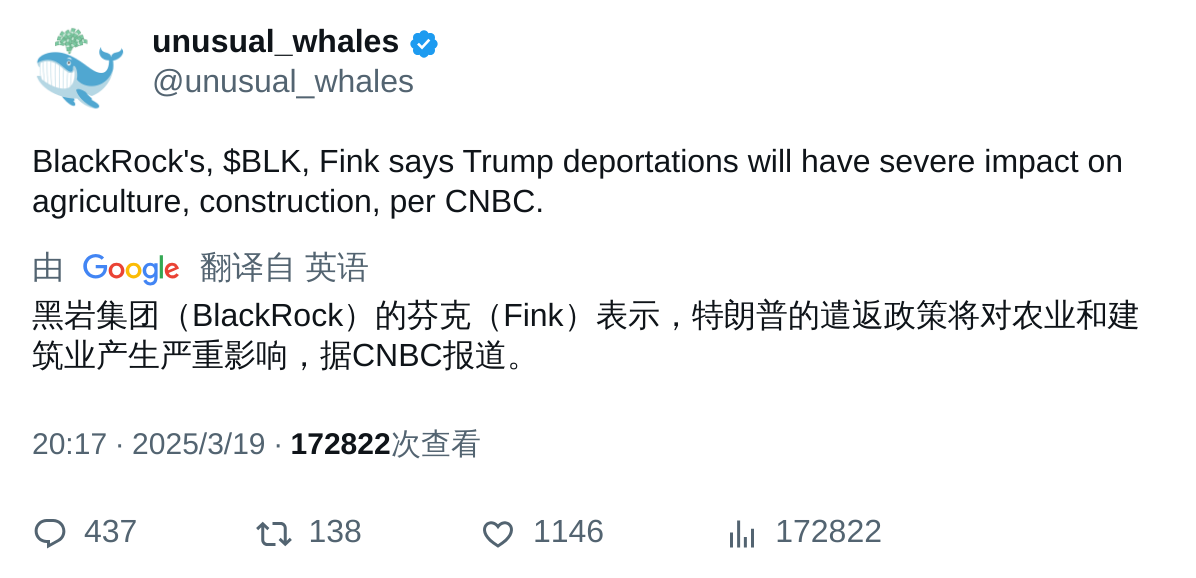 unusual_whales
@unusual_whales
BlackRock's, $BLK, Fink says Trump deportations will have severe impact on
agriculture, construction, per CNBC.
由 Google 翻译自 英语
黑岩集团（BlackRock）的芬克（Fink）表示，特朗普的遣返政策将对农业和建
筑业产生严重影响，据CNBC报道。
20:17 · 2025/3/19 · 172822次查看
437 138 1146 172822